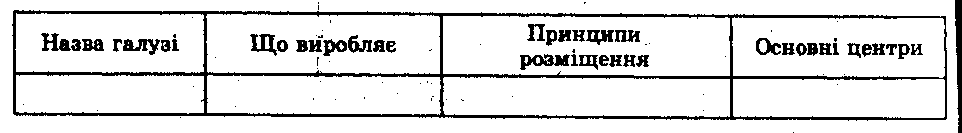 Назва галузі
Що виробляє
Принципи
розміщення
Основні центри